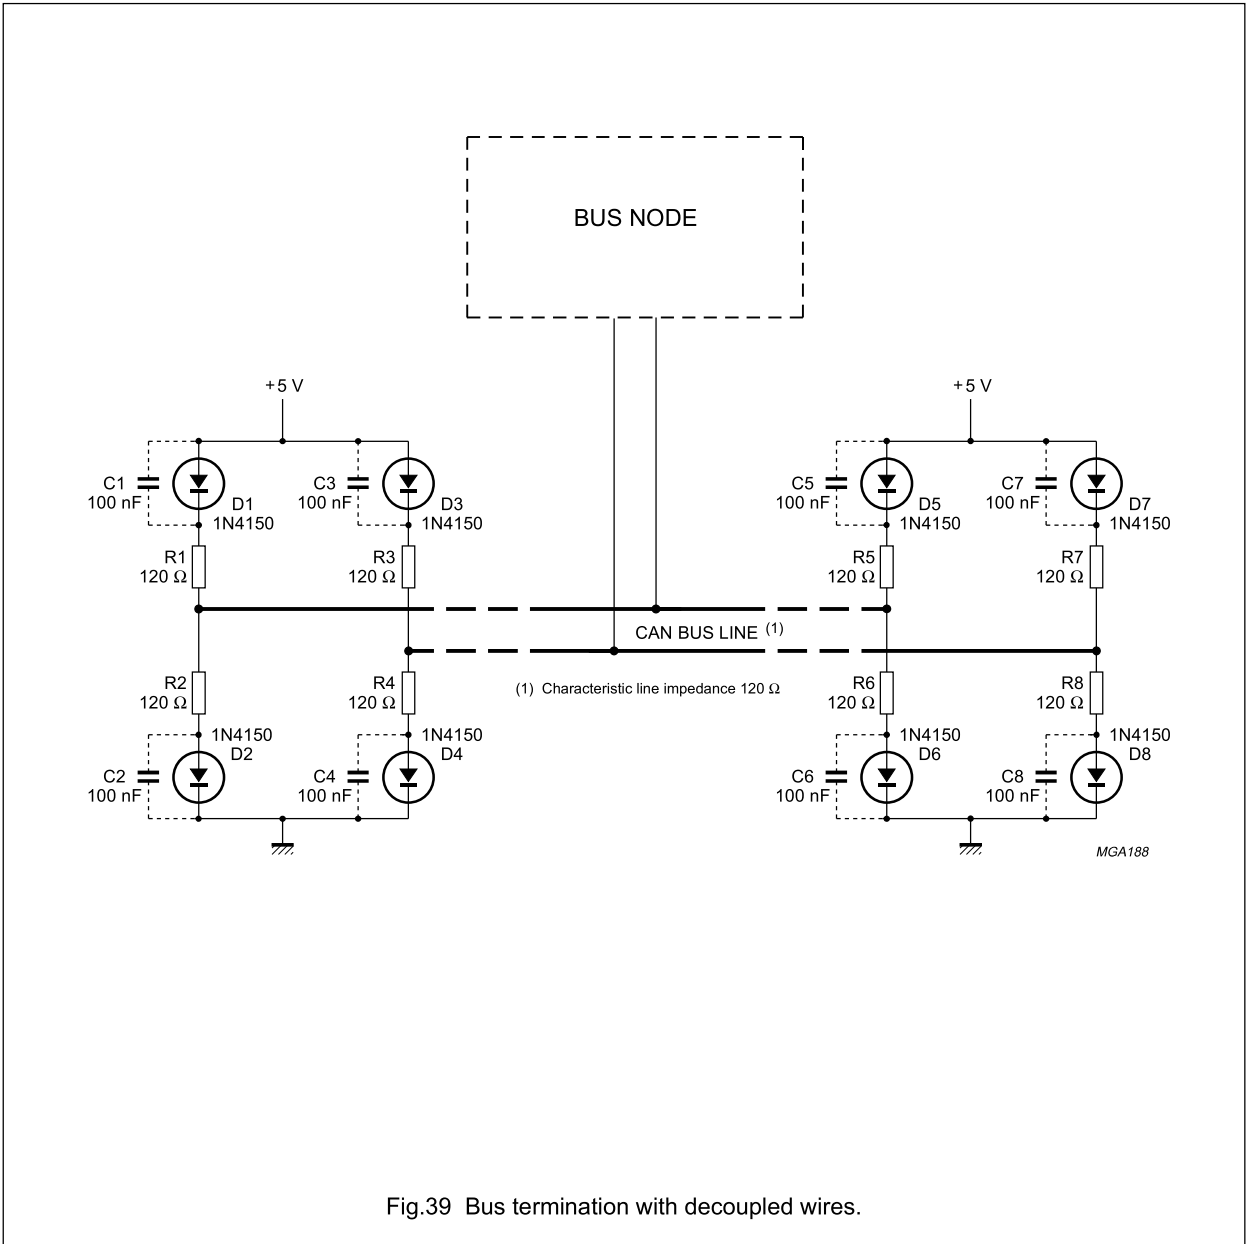 BUS NODE
+5 V
+5 V
C1
100 nF
D1
1N4150
C3
100 nF
D3
1N4150
C5
100 nF
D5
1N4150
C7
100 nF
D7
1N4150
R1
120 Ω
R3
120 Ω
R5
120 Ω
R7
120 Ω
CAN BUS LINE (1)
(1) Characteristic line impedance 120 Ω
R2
120 Ω
R4
120 Ω
R6
120 Ω
R8
120 Ω
1N4150
D2
C2
100 nF
1N4150
D4
C4
100 nF
1N4150
D6
C6
100 nF
1N4150
D8
C8
100 nF
MGA188
Fig.39 Bus termination with decoupled wires.